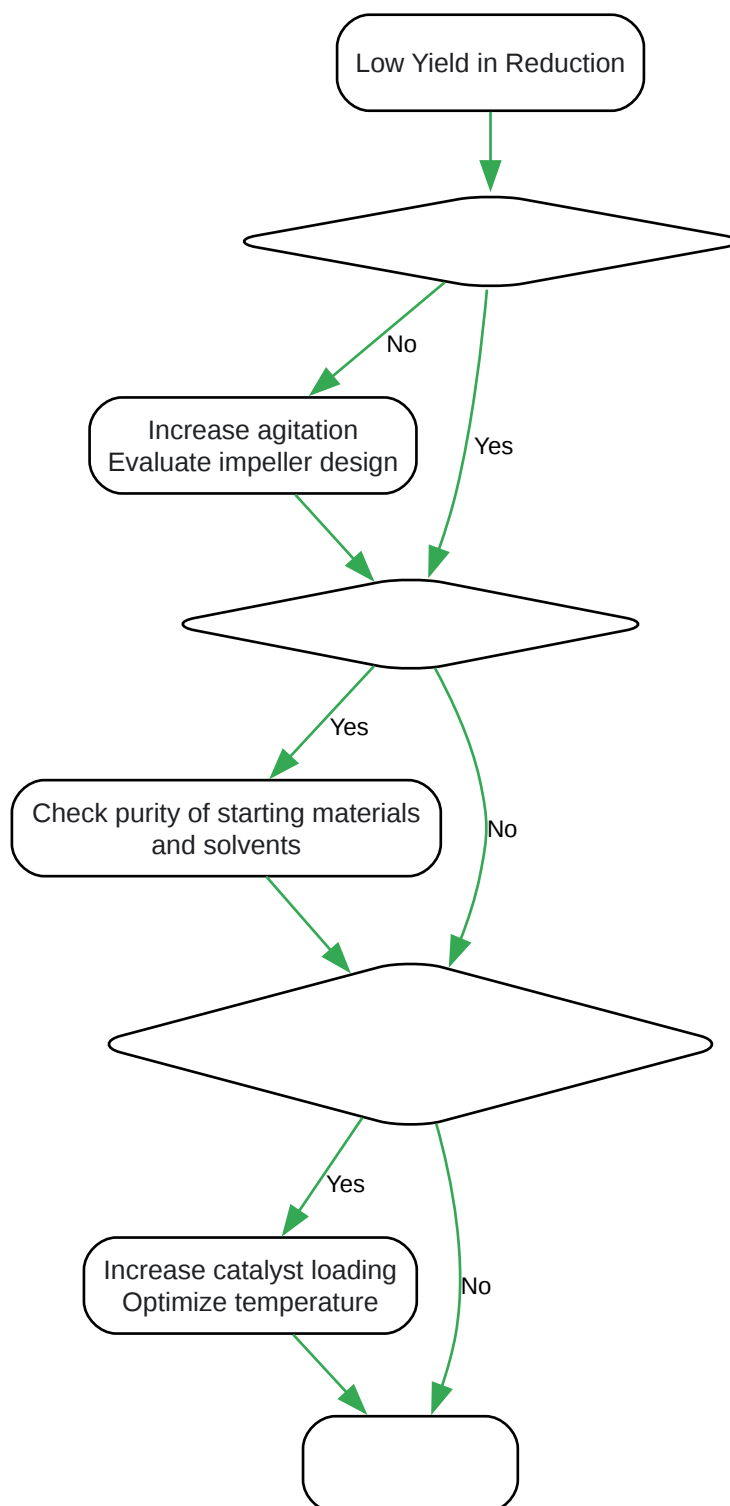 Low Yield in Reduction
No
Increase agitation
Evaluate impeller design
Yes
Yes
Check purity of starting materials
and solvents
No
Yes
Increase catalyst loading
Optimize temperature
No